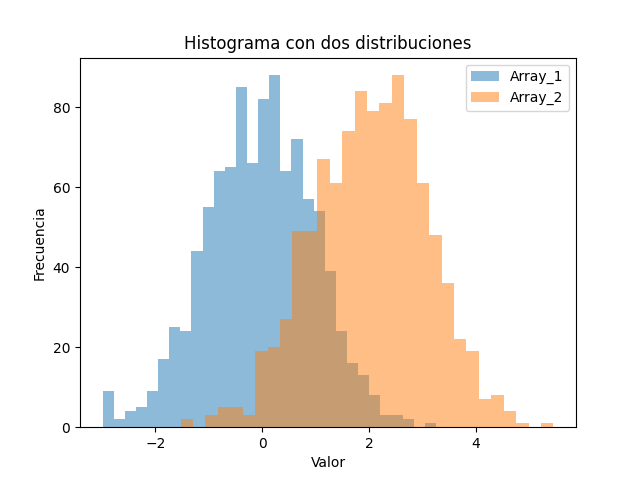 Histograma con dos distribuciones
Array_1
Array_2
Frecuencia
80
60
40
20
0
−2
0
2
4
Valor